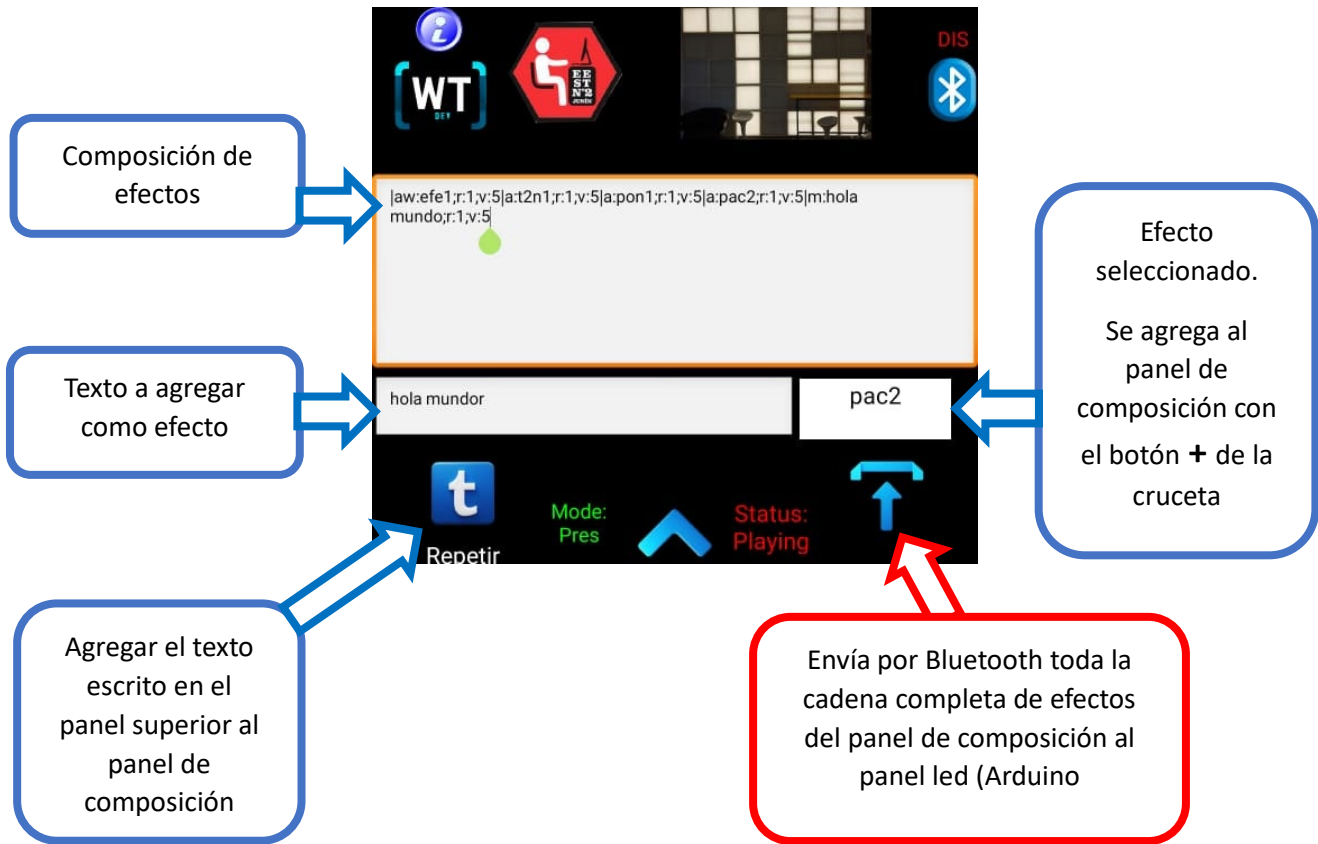 DIS
WT
DEV
EE
ST
Nº2
JUNÍN
Composición de
efectos
|aw:efe1;r:1;v:5|a:t2n1;r:1;v:5|a:pon1;r:1;v:5|a:pac2;r:1;v:5|m:hola
mundo;r:1;v:5
Efecto
seleccionado.
Se agrega al
panel de
composición con
el botón + de la
cruceta
Texto a agregar
como efecto
hola mundor
pac2
Mode:
Pres
Status:
Playing
Repetir
Agregar el texto
escrito en el
panel superior al
panel de
composición
Envía por Bluetooth toda la
cadena completa de efectos
del panel de composición al
panel led (Arduino